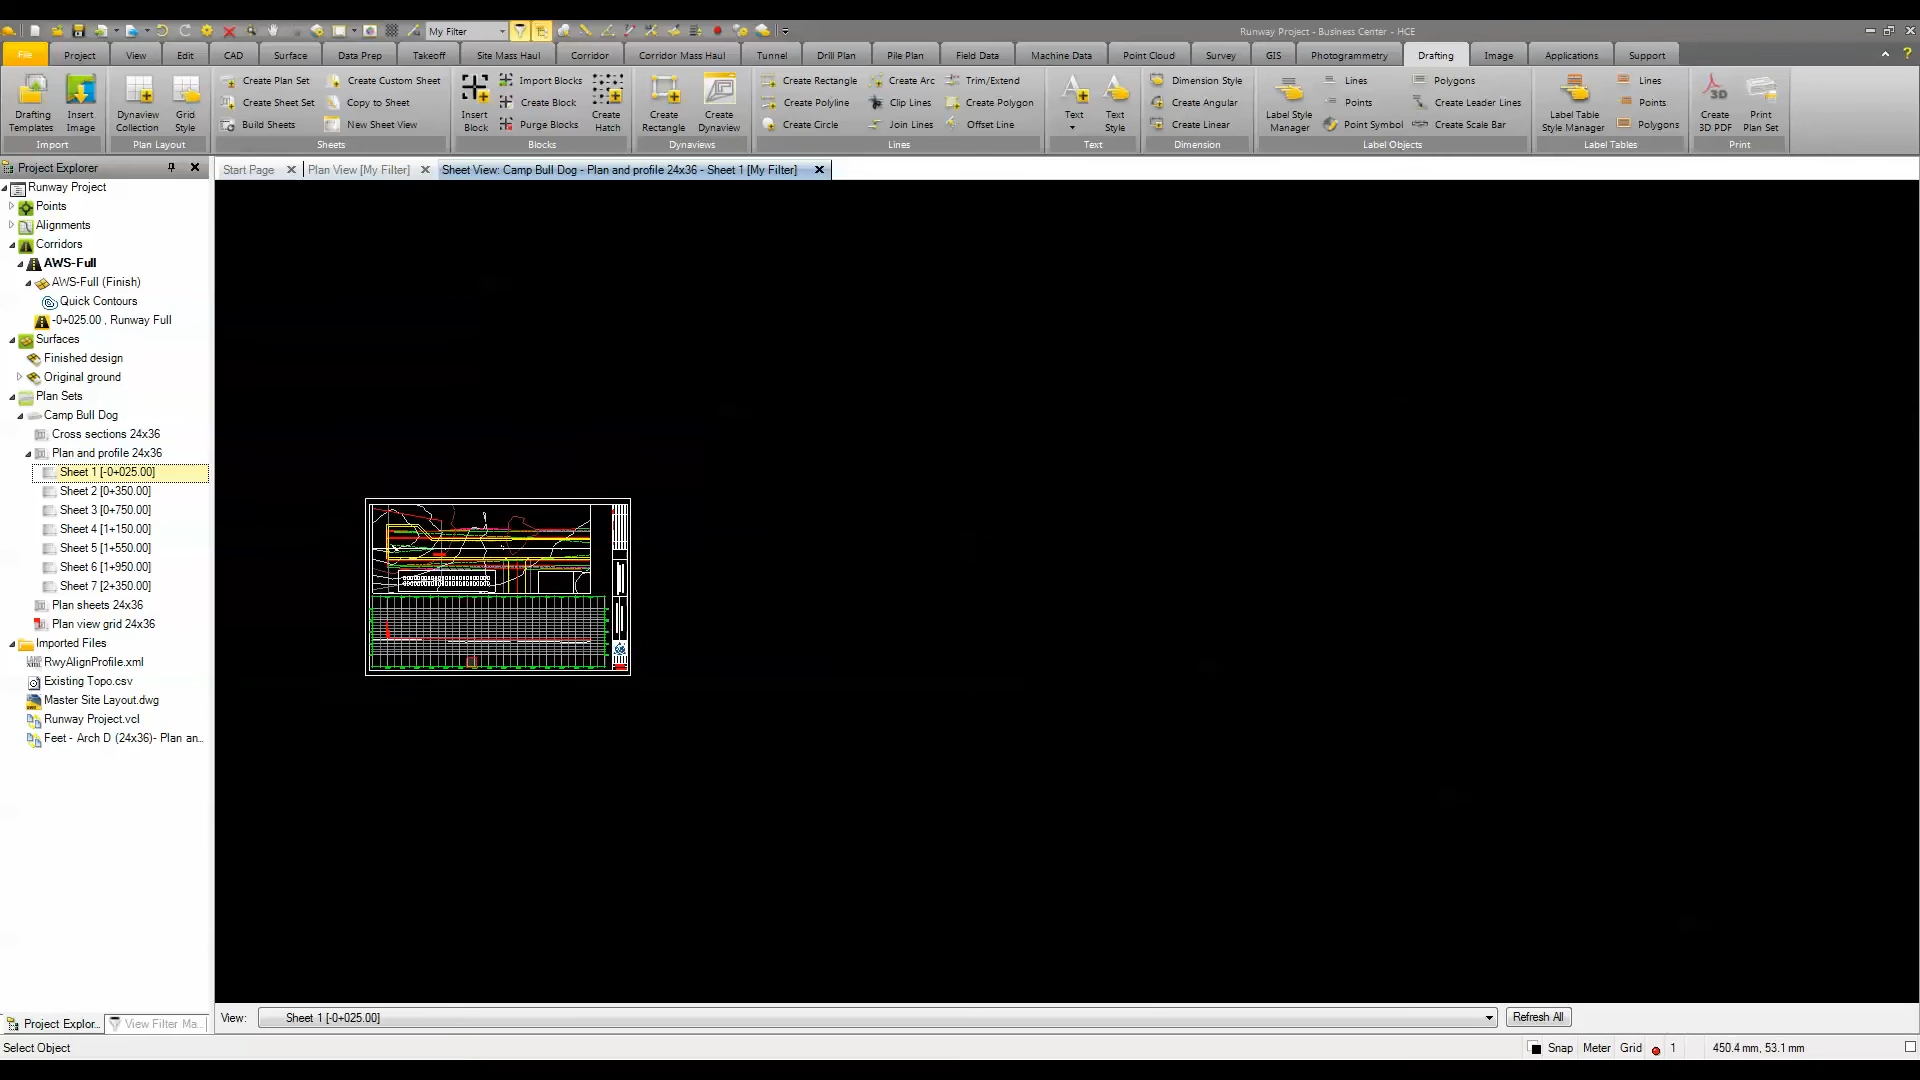 My Filter
Runway Project - Business Center - HCE
File Project View Edit CAD Surface Data Prep Takeoff Site Mass Haul Corridor Corridor Mass Haul Tunnel Drill Plan Pile Plan Field Data Machine Data Point Cloud Survey GIS Photogrammetry Drafting Image Applications Support
Drafting Templates
Insert Image
Import
Dynaview Collection
Grid Style
Plan Layout
Create Plan Set
Create Sheet Set
Build Sheets
Create Custom Sheet
Copy to Sheet
New Sheet View
Sheets
Insert Block
Import Blocks
Create Block
Purge Blocks
Create Hatch
Blocks
Create Rectangle
Create Dynaview
Dynaviews
Create Rectangle
Create Polyline
Create Circle
Create Arc
Clip Lines
Join Lines
Trim/Extend
Create Polygon
Offset Line
Lines
Text
Text Style
Text
Dimension Style
Create Angular
Create Linear
Dimension
Label Style Manager
Lines
Points
Point Symbol
Polygons
Create Leader Lines
Create Scale Bar
Label Objects
Label Table Style Manager
Lines
Points
Polygons
Label Tables
Create 3D PDF
Print Plan Set
Print
Project Explorer
Start Page
Plan View [My Filter]
Sheet View: Camp Bull Dog - Plan and profile 24x36 - Sheet 1 [My Filter]
Runway Project
Points
Alignments
Corridors
AWS-Full
AWS-Full (Finish)
Quick Contours
-0+025.00 , Runway Full
Surfaces
Finished design
Original ground
Plan Sets
Camp Bull Dog
Cross sections 24x36
Plan and profile 24x36
Sheet 1 [-0+025.00]
Sheet 2 [0+350.00]
Sheet 3 [0+750.00]
Sheet 4 [1+150.00]
Sheet 5 [1+550.00]
Sheet 6 [1+950.00]
Sheet 7 [2+350.00]
Plan sheets 24x36
Plan view grid 24x36
Imported Files
RwyAlignProfile.xml
Existing Topo.csv
Master Site Layout.dwg
Runway Project.vcl
Feet - Arch D (24x36)- Plan an...
Project Explor...
View Filter Ma...
View:
Sheet 1 [-0+025.00]
Refresh All
Select Object
Snap Meter Grid 1 450.4 mm, 53.1 mm